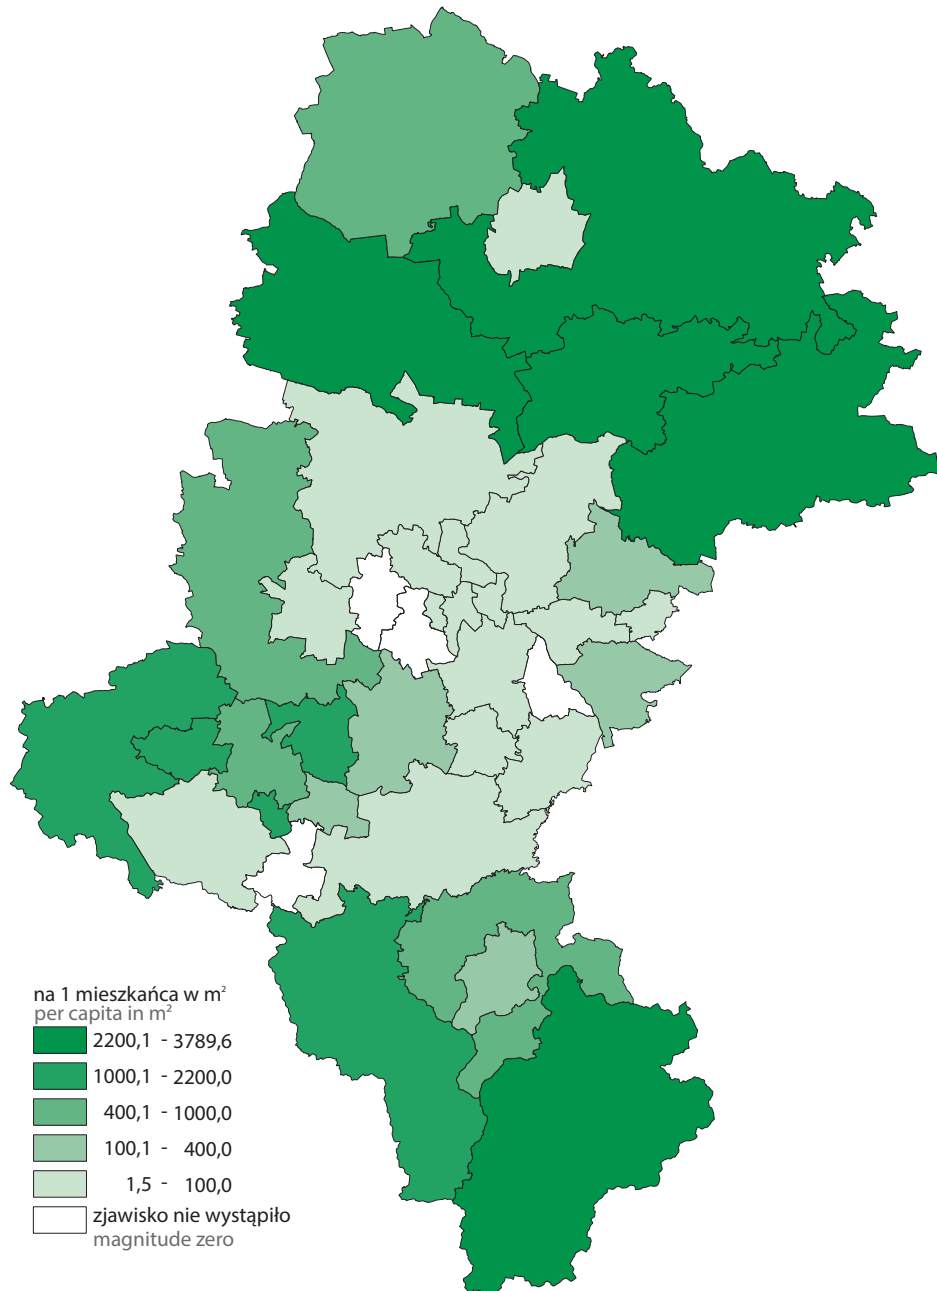 na 1 mieszkańca w m²
per capita in m²
2200,1 - 3789,6
1000,1 - 2200,0
400,1 - 1000,0
100,1 - 400,0
1,5 - 100,0
zjawisko nie wystąpiło
magnitude zero